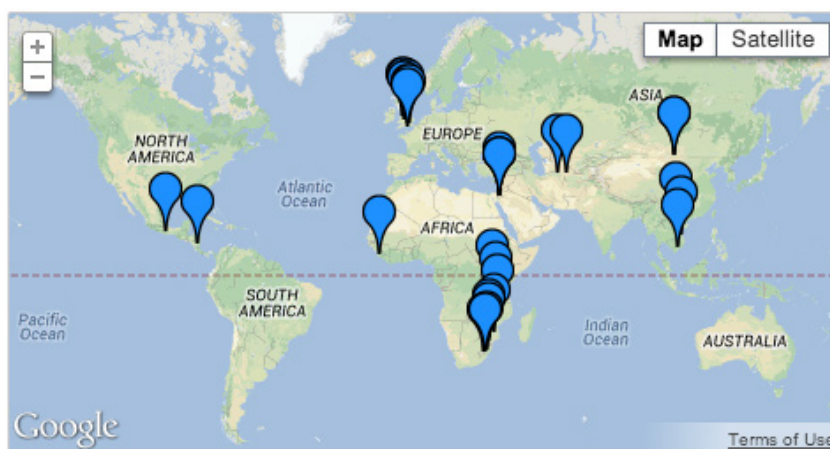 +
−
Map Satellite
NORTH
AMERICA
Atlantic
Ocean
EUROPE
ASIA
AFRICA
SOUTH
AMERICA
Pacific
Ocean
Indian
Ocean
AUSTRALIA
Google
Terms of Use